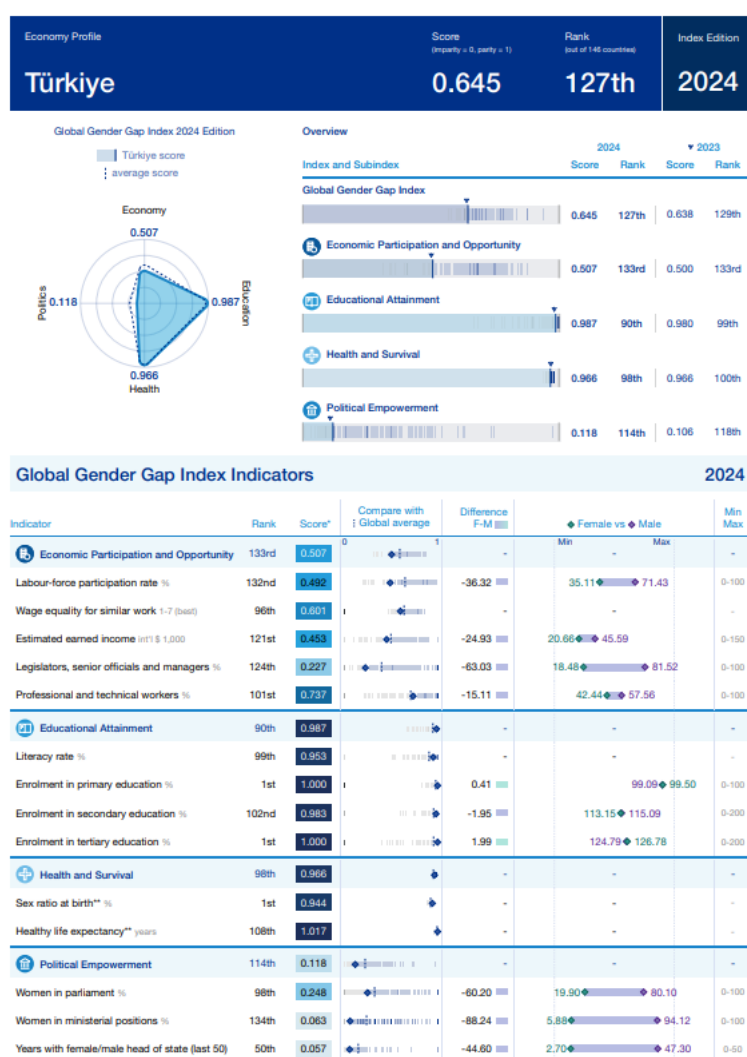 Economy Profile
Score
(imparity = 0, parity = 1)
Rank
(out of 146 countries)
Index Edition
Türkiye
0.645
127th
2024
Global Gender Gap Index 2024 Edition
Türkiye score
average score
Economy
0.507
Politics
0.118
0.987
Education
0.966
Health
Overview
2024
2023
Index and Subindex
Score Rank Score Rank
Global Gender Gap Index
0.645 127th 0.638 129th
Economic Participation and Opportunity
0.507 133rd 0.500 133rd
Educational Attainment
0.987 90th 0.980 99th
Health and Survival
0.966 98th 0.966 100th
Political Empowerment
0.118 114th 0.106 118th
Global Gender Gap Index Indicators 2024
Indicator Rank Score*
Compare with
Global average
Difference
F-M
Female vs Male
Min
Max
0 1
Min Max
Economic Participation and Opportunity 133rd 0.507 - - -
Labour-force participation rate % 132nd 0.492 -36.32 35.11 71.43 0-100
Wage equality for similar work 1-7 (best) 96th 0.601 - - -
Estimated earned income int'l $ 1,000 121st 0.453 -24.93 20.66 45.59 0-150
Legislators, senior officials and managers % 124th 0.227 -63.03 18.48 81.52 0-100
Professional and technical workers % 101st 0.737 -15.11 42.44 57.56 0-100
Educational Attainment 90th 0.987 - - -
Literacy rate % 99th 0.953 - - -
Enrolment in primary education % 1st 1.000 0.41 99.09 99.50 0-100
Enrolment in secondary education % 102nd 0.983 -1.95 113.15 115.09 0-200
Enrolment in tertiary education % 1st 1.000 1.99 124.79 126.78 0-200
Health and Survival 98th 0.966 - - -
Sex ratio at birth** % 1st 0.944 - - -
Healthy life expectancy** years 108th 1.017 - - -
Political Empowerment 114th 0.118 - - -
Women in parliament % 98th 0.248 -60.20 19.90 80.10 0-100
Women in ministerial positions % 134th 0.063 -88.24 5.88 94.12 0-100
Years with female/male head of state (last 50) 50th 0.057 -44.60 2.70 47.30 0-50